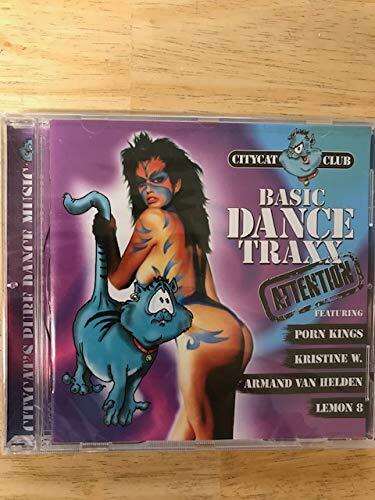 CITYCAT CLUB
BASIC
DANCE
TRAXX
ATTENTION
FEATURING
PORN KINGS
KRISTINE W.
ARMAND VAN HELDEN
LEMON 8
CITYCAT'S PURE DANCE MUSIC